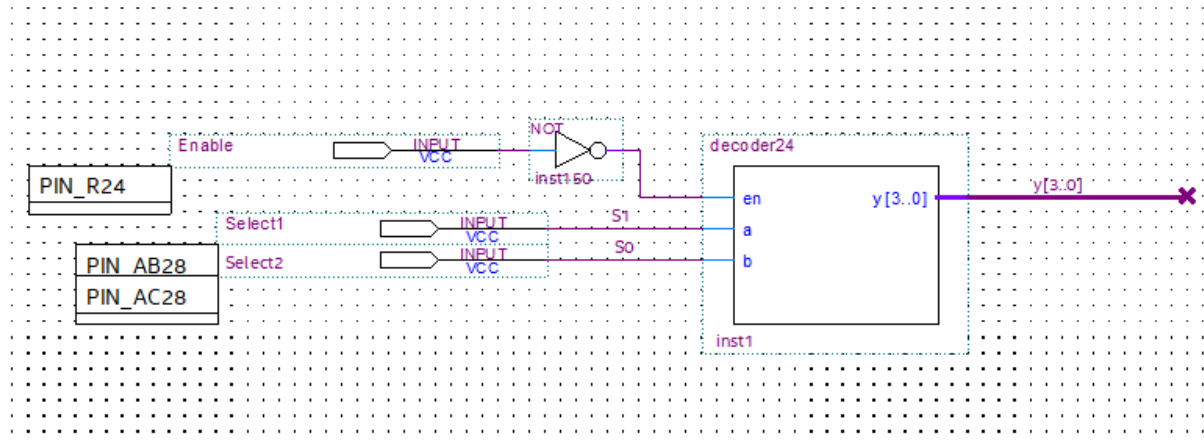 NOT
Enable
INPUT
VCC
decoder24
PIN_R24
inst150
en
y[3..0]
y[3..0]
Select1
INPUT
VCC
S1
a
Select2
INPUT
VCC
S0
b
PIN_AB28
PIN_AC28
inst1